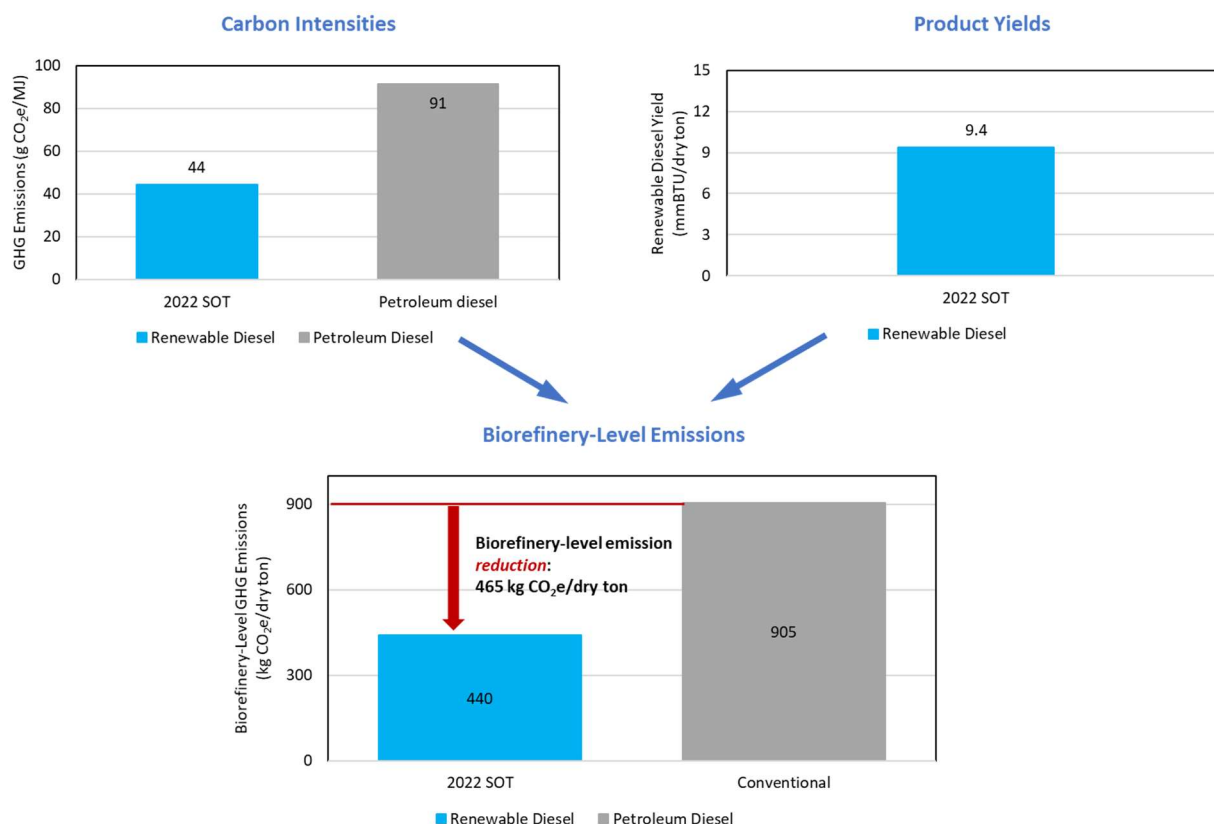 Carbon Intensities
GHG Emissions (g CO₂e/MJ)
100
80
60
40
20
0
44
91
2022 SOT
Petroleum diesel
Renewable Diesel
Petroleum Diesel
Product Yields
Renewable Diesel Yield
(mmBTU/dry ton)
15
12
9
6
3
0
9.4
2022 SOT
Renewable Diesel
Biorefinery-Level Emissions
Biorefinery-Level GHG Emissions
(kg CO₂e/dry ton)
900
600
300
0
Biorefinery-level emission
reduction:
465 kg CO₂e/dry ton
440
905
2022 SOT
Conventional
Renewable Diesel
Petroleum Diesel